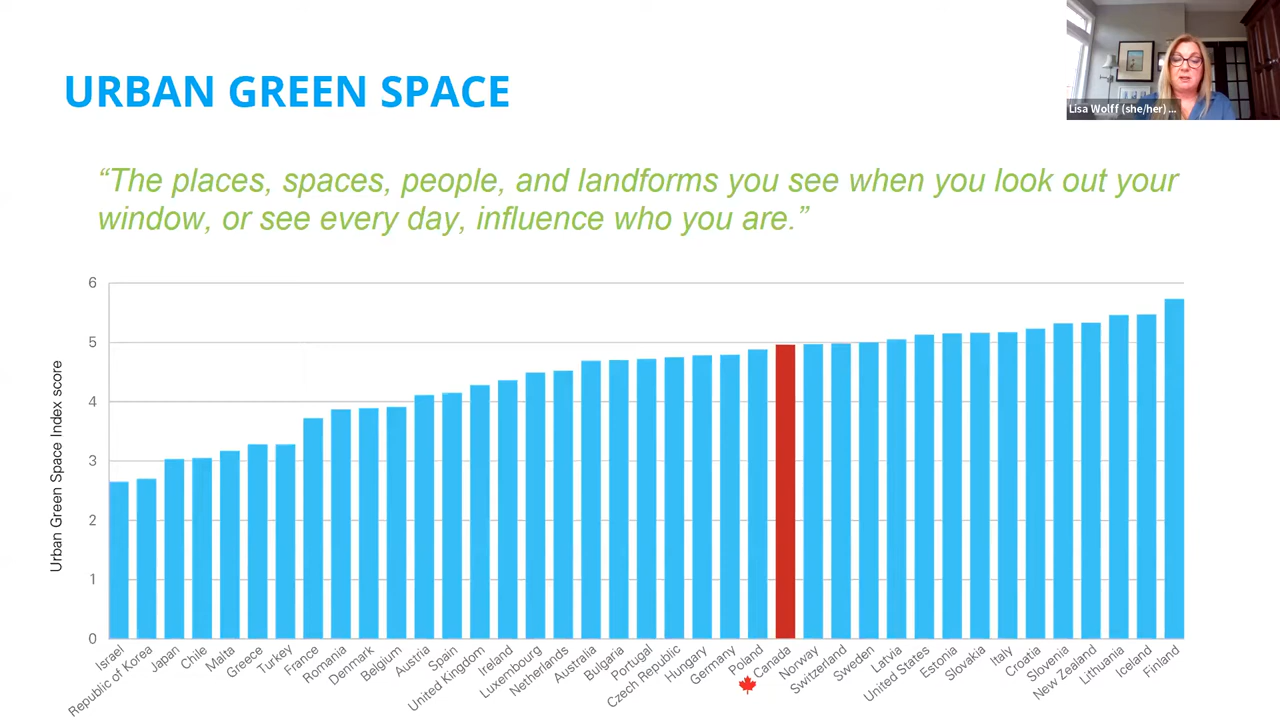 URBAN GREEN SPACE
Lisa Wolff (she/her) ...
“The places, spaces, people, and landforms you see when you look out your
window, or see every day, influence who you are.”
Urban Green Space Index score
6
5
4
3
2
1
0
Israel
Republic of Korea
Japan
Chile
Malta
Greece
Turkey
France
Romania
Denmark
Belgium
Austria
Spain
United Kingdom
Ireland
Luxembourg
Netherlands
Australia
Bulgaria
Portugal
Czech Republic
Hungary
Germany
Poland
Canada
Norway
Switzerland
Sweden
Latvia
United States
Estonia
Slovakia
Italy
Croatia
Slovenia
New Zealand
Lithuania
Iceland
Finland